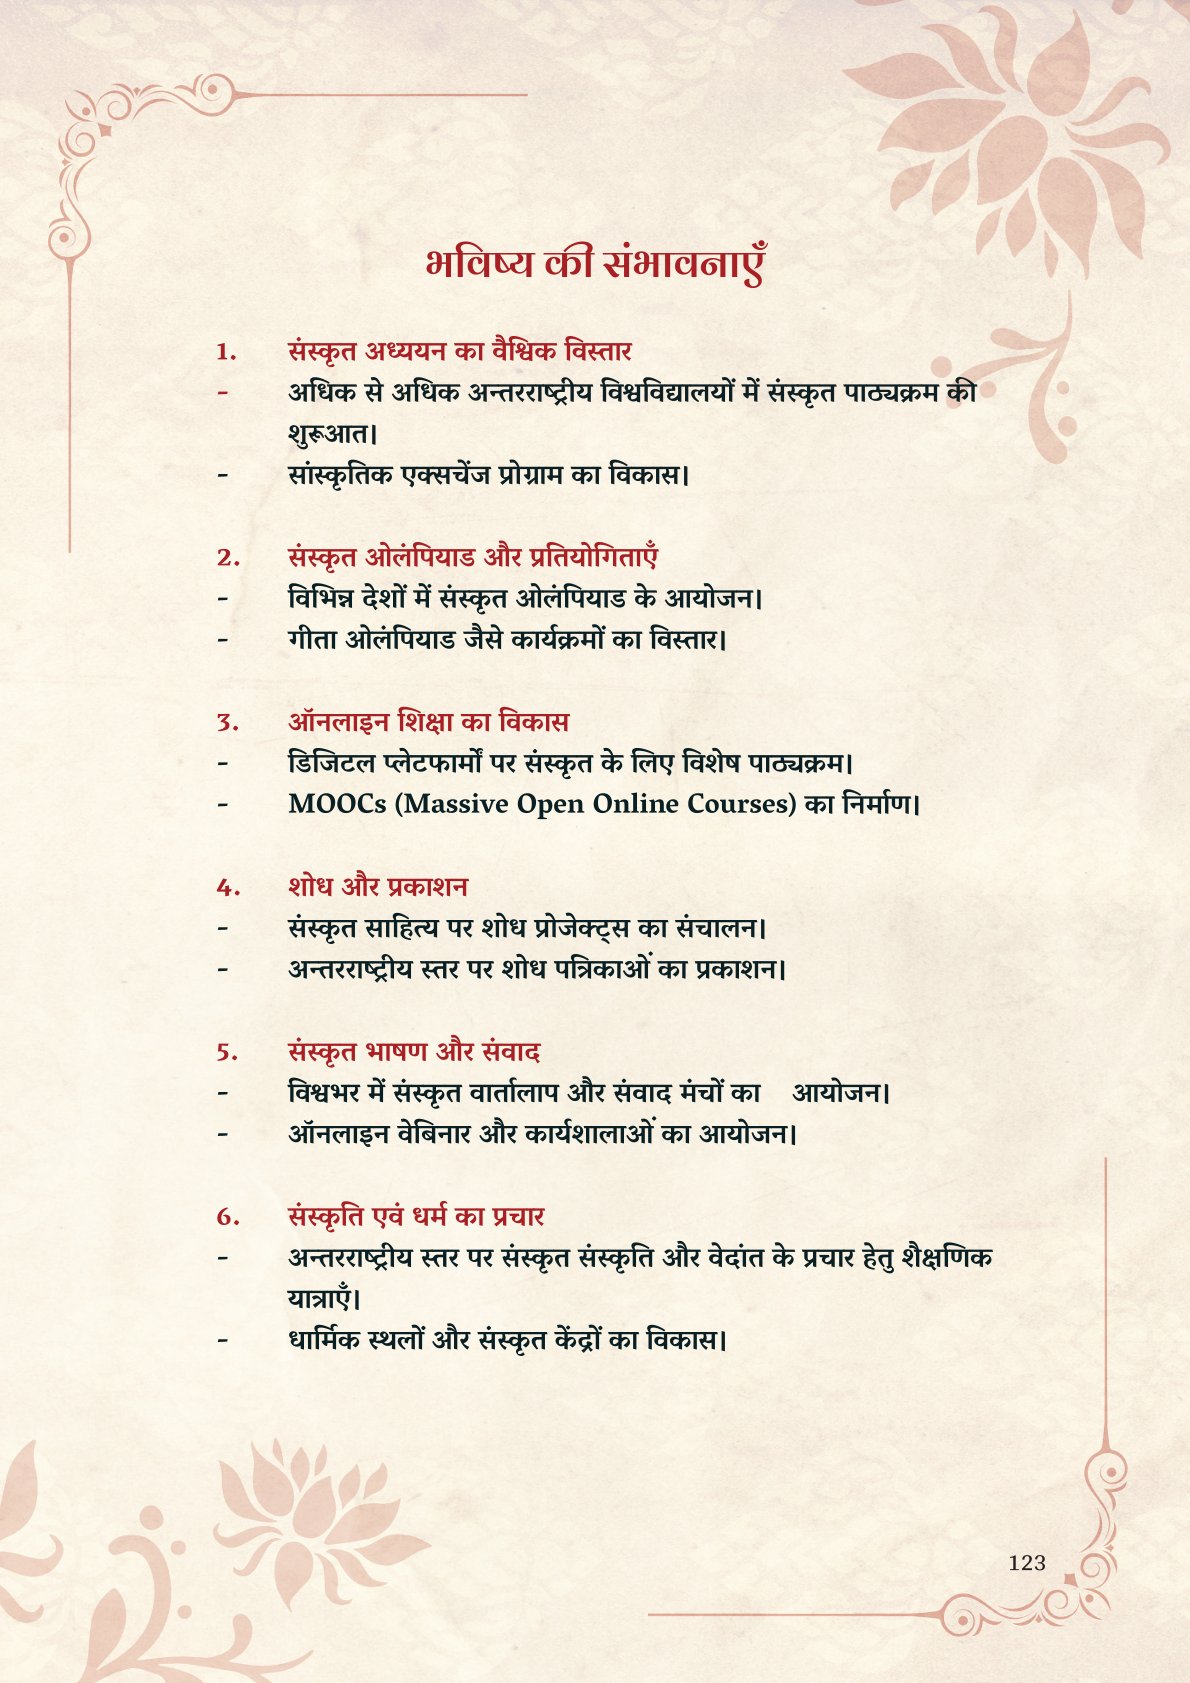 भविष्य की संभावनाएँ
1. संस्कृत अध्ययन का वैश्विक विस्तार
- अधिक से अधिक अन्तरराष्ट्रीय विश्वविद्यालयों में संस्कृत पाठ्यक्रम की
शुरूआत।
- सांस्कृतिक एक्सचेंज प्रोग्राम का विकास।
2. संस्कृत ओलंपियाड और प्रतियोगिताएँ
- विभिन्न देशों में संस्कृत ओलंपियाड के आयोजन।
- गीता ओलंपियाड जैसे कार्यक्रमों का विस्तार।
3. ऑनलाइन शिक्षा का विकास
- डिजिटल प्लेटफार्मों पर संस्कृत के लिए विशेष पाठ्यक्रम।
- MOOCs (Massive Open Online Courses) का निर्माण।
4. शोध और प्रकाशन
- संस्कृत साहित्य पर शोध प्रोजेक्ट्स का संचालन।
- अन्तरराष्ट्रीय स्तर पर शोध पत्रिकाओं का प्रकाशन।
5. संस्कृत भाषण और संवाद
- विश्वभर में संस्कृत वार्तालाप और संवाद मंचों का आयोजन।
- ऑनलाइन वेबिनार और कार्यशालाओं का आयोजन।
6. संस्कृति एवं धर्म का प्रचार
- अन्तरराष्ट्रीय स्तर पर संस्कृत संस्कृति और वेदांत के प्रचार हेतु शैक्षणिक
यात्राएँ।
- धार्मिक स्थलों और संस्कृत केंद्रों का विकास।
123